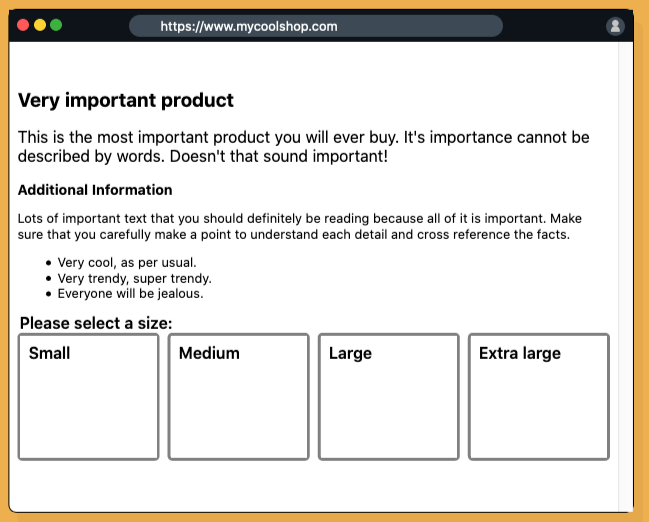 https://www.mycoolshop.com
Very important product
This is the most important product you will ever buy. It's importance cannot be
described by words. Doesn't that sound important!
Additional Information
Lots of important text that you should definitely be reading because all of it is important. Make
sure that you carefully make a point to understand each detail and cross reference the facts.
• Very cool, as per usual.
• Very trendy, super trendy.
• Everyone will be jealous.
Please select a size:
Small Medium Large Extra large